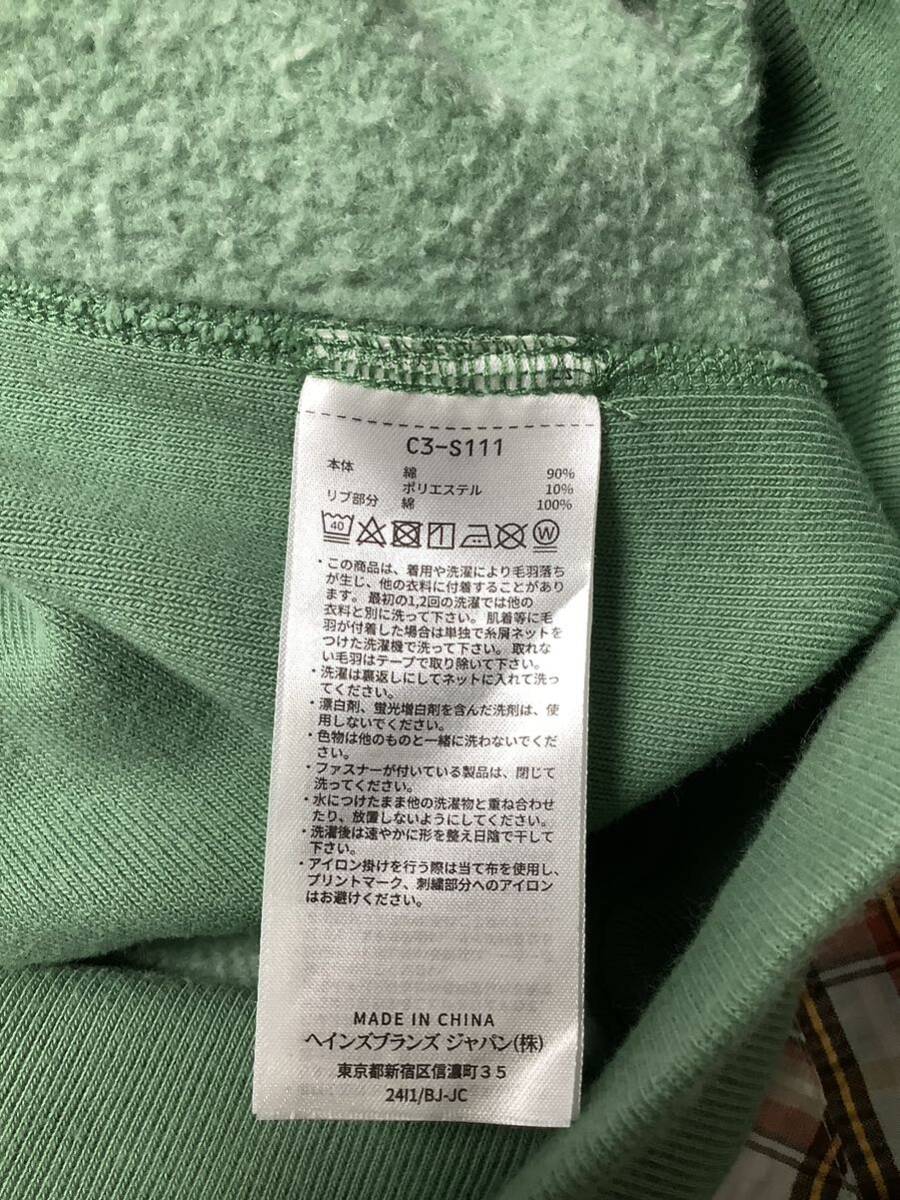 C3-S111
本体 綿 90%
ポリエステル 10%
リブ部分 綿 100%
40 W
・この商品は、着用や洗濯により毛羽落ち
が生じ、他の衣料に付着することがあり
ます。最初の1,2回の洗濯では他の
衣料と別に洗って下さい。肌着等に毛
羽が付着した場合は単独で糸屑ネットを
つけた洗濯機で洗って下さい。取れな
い毛羽はテープで取り除いて下さい。
・洗濯は裏返しにしてネットに入れて洗っ
てください。
・漂白剤、蛍光増白剤を含んだ洗剤は、使
用しないでください。
・色物は他のものと一緒に洗わないでくだ
さい。
・ファスナーが付いている製品は、閉じて
洗ってください。
・水につけたまま他の洗濯物と重ね合わせ
たり、放置しないようにしてください。
・洗濯後は速やかに形を整え日陰で干して
下さい。
・アイロン掛けを行う際は当て布を使用し、
プリントマーク、刺繍部分へのアイロン
はお避けください。
MADE IN CHINA
ヘインズブランズ ジャパン(株)
東京都新宿区信濃町35
24I1/BJ-JC